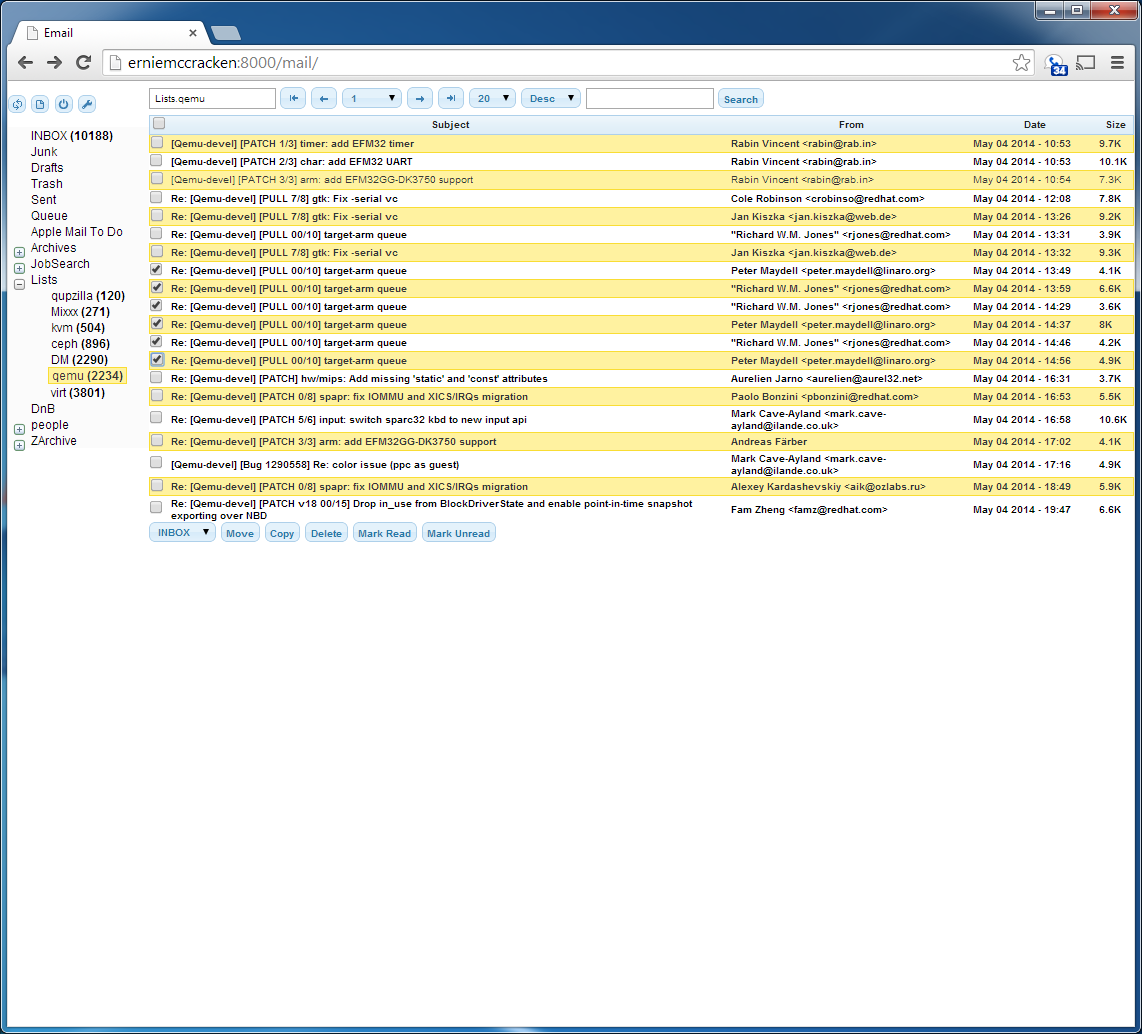 Email
erniemccracken:8000/mail/
34
Lists.qemu 1 20 Desc Search
INBOX (10188)
Junk
Drafts
Trash
Sent
Queue
Apple Mail To Do
Archives
JobSearch
Lists
qupzilla (120)
Mixxx (271)
kvm (504)
ceph (896)
DM (2290)
qemu (2234)
virt (3801)
DnB
people
ZArchive
Subject From Date Size
[Qemu-devel] [PATCH 1/3] timer: add EFM32 timer Rabin Vincent <rabin@rab.in> May 04 2014 - 10:53 9.7K
[Qemu-devel] [PATCH 2/3] char: add EFM32 UART Rabin Vincent <rabin@rab.in> May 04 2014 - 10:53 10.1K
[Qemu-devel] [PATCH 3/3] arm: add EFM32GG-DK3750 support Rabin Vincent <rabin@rab.in> May 04 2014 - 10:54 7.3K
Re: [Qemu-devel] [PULL 7/8] gtk: Fix -serial vc Cole Robinson <crobinso@redhat.com> May 04 2014 - 12:08 7.8K
Re: [Qemu-devel] [PULL 7/8] gtk: Fix -serial vc Jan Kiszka <jan.kiszka@web.de> May 04 2014 - 13:26 9.2K
Re: [Qemu-devel] [PULL 00/10] target-arm queue "Richard W.M. Jones" <rjones@redhat.com> May 04 2014 - 13:31 3.9K
Re: [Qemu-devel] [PULL 7/8] gtk: Fix -serial vc Jan Kiszka <jan.kiszka@web.de> May 04 2014 - 13:32 9.3K
Re: [Qemu-devel] [PULL 00/10] target-arm queue Peter Maydell <peter.maydell@linaro.org> May 04 2014 - 13:49 4.1K
Re: [Qemu-devel] [PULL 00/10] target-arm queue "Richard W.M. Jones" <rjones@redhat.com> May 04 2014 - 13:59 6.6K
Re: [Qemu-devel] [PULL 00/10] target-arm queue "Richard W.M. Jones" <rjones@redhat.com> May 04 2014 - 14:29 3.6K
Re: [Qemu-devel] [PULL 00/10] target-arm queue Peter Maydell <peter.maydell@linaro.org> May 04 2014 - 14:37 8K
Re: [Qemu-devel] [PULL 00/10] target-arm queue "Richard W.M. Jones" <rjones@redhat.com> May 04 2014 - 14:46 4.2K
Re: [Qemu-devel] [PULL 00/10] target-arm queue Peter Maydell <peter.maydell@linaro.org> May 04 2014 - 14:56 4.9K
Re: [Qemu-devel] [PATCH] hw/mips: Add missing 'static' and 'const' attributes Aurelien Jarno <aurelien@aurel32.net> May 04 2014 - 16:31 3.7K
Re: [Qemu-devel] [PATCH 0/8] spapr: fix IOMMU and XICS/IRQs migration Paolo Bonzini <pbonzini@redhat.com> May 04 2014 - 16:53 5.5K
Re: [Qemu-devel] [PATCH 5/6] input: switch sparc32 kbd to new input api Mark Cave-Ayland <mark.cave-
ayland@ilande.co.uk> May 04 2014 - 16:58 10.6K
Re: [Qemu-devel] [PATCH 3/3] arm: add EFM32GG-DK3750 support Andreas Färber May 04 2014 - 17:02 4.1K
[Qemu-devel] [Bug 1290558] Re: color issue (ppc as guest) Mark Cave-Ayland <mark.cave-
ayland@ilande.co.uk> May 04 2014 - 17:16 4.9K
Re: [Qemu-devel] [PATCH 0/8] spapr: fix IOMMU and XICS/IRQs migration Alexey Kardashevskiy <aik@ozlabs.ru> May 04 2014 - 18:49 5.9K
Re: [Qemu-devel] [PATCH v18 00/15] Drop in_use from BlockDriverState and enable point-in-time snapshot
exporting over NBD Fam Zheng <famz@redhat.com> May 04 2014 - 19:47 6.6K
INBOX Move Copy Delete Mark Read Mark Unread